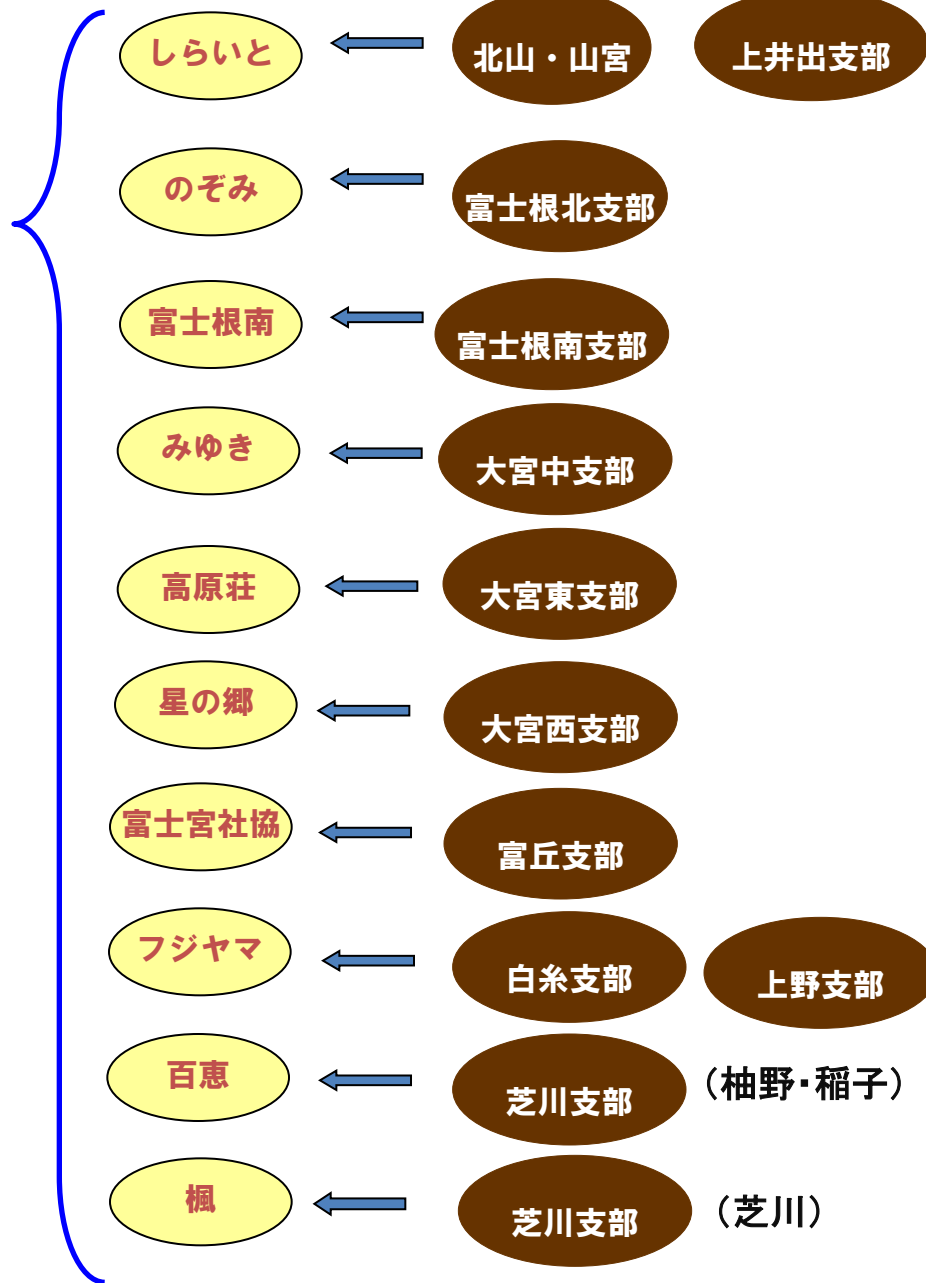 しらいと 北山・山宮 上井出支部
のぞみ 富士根北支部
富士根南 富士根南支部
みゆき 大宮中支部
高原荘 大宮東支部
星の郷 大宮西支部
富士宮社協 富丘支部
フジヤマ 白糸支部 上野支部
百恵 芝川支部 （柚野・稲子）
楓 芝川支部 （芝川）